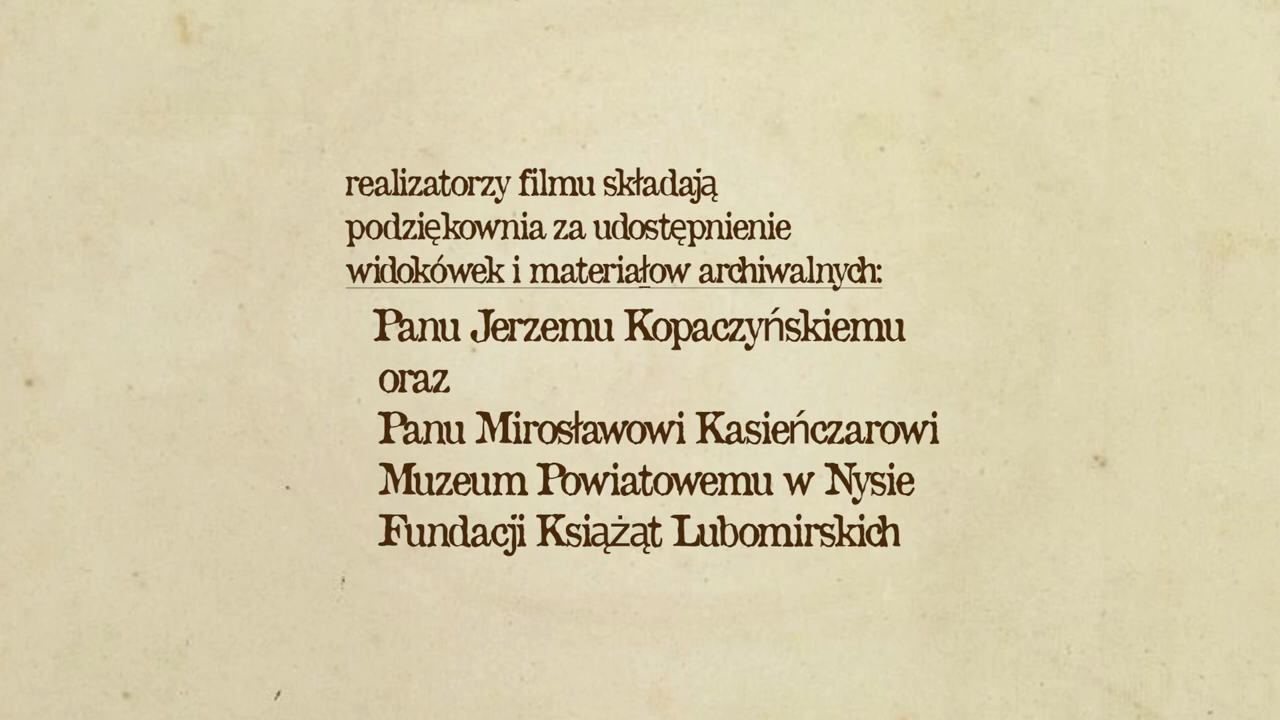 realizatorzy filmu składają
podziękownia za udostępnienie
widokówek i materiałow archiwalnych:
Panu Jerzemu Kopaczyńskiemu
oraz
Panu Mirosławowi Kasieńczarowi
Muzeum Powiatowemu w Nysie
Fundacji Książąt Lubomirskich